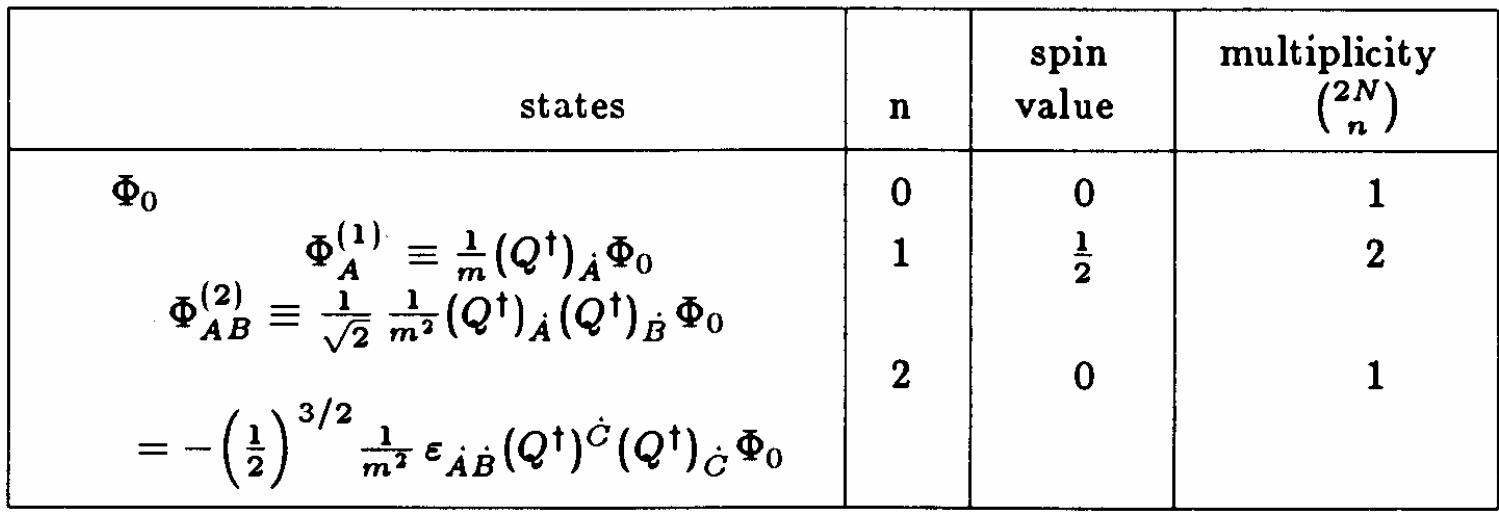 states n spin value multiplicity $\binom{2N}{n}$
$\Phi_0$ 0 0 1
$\Phi_A^{(1)} \equiv \frac{1}{m}(Q^\dagger)_{\dot{A}}\Phi_0$ 1 $\frac{1}{2}$ 2
$\Phi_{AB}^{(2)} \equiv \frac{1}{\sqrt{2}} \frac{1}{m^2}(Q^\dagger)_{\dot{A}}(Q^\dagger)_{\dot{B}}\Phi_0$
2 0 1
$= -\left(\frac{1}{2}\right)^{3/2} \frac{1}{m^2} \varepsilon_{\dot{A}\dot{B}}(Q^\dagger)^{\dot{C}}(Q^\dagger)_{\dot{C}}\Phi_0$